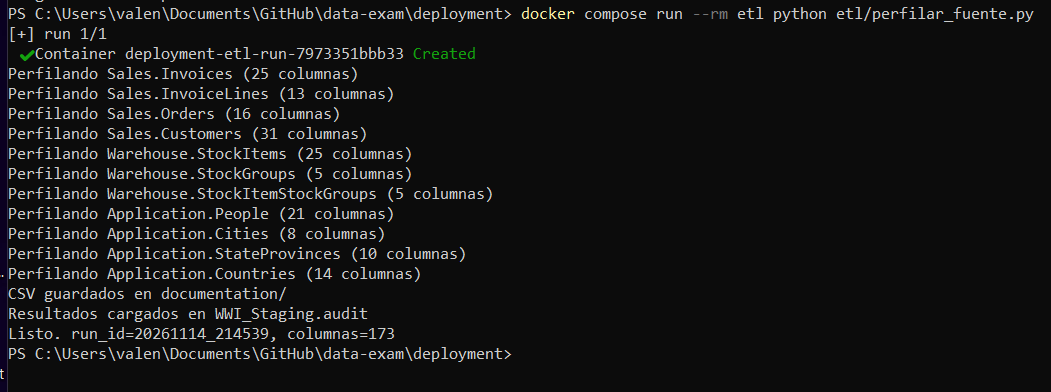 PS C:\Users\valen\Documents\GitHub\data-exam\deployment> docker compose run --rm etl python etl/perfilar_fuente.py
[+] run 1/1
✔Container deployment-etl-run-7973351bbb33 Created
Perfilando Sales.Invoices (25 columnas)
Perfilando Sales.InvoiceLines (13 columnas)
Perfilando Sales.Orders (16 columnas)
Perfilando Sales.Customers (31 columnas)
Perfilando Warehouse.StockItems (25 columnas)
Perfilando Warehouse.StockGroups (5 columnas)
Perfilando Warehouse.StockItemStockGroups (5 columnas)
Perfilando Application.People (21 columnas)
Perfilando Application.Cities (8 columnas)
Perfilando Application.StateProvinces (10 columnas)
Perfilando Application.Countries (14 columnas)
CSV guardados en documentation/
Resultados cargados en WWI_Staging.audit
Listo. run_id=20261114_214539, columnas=173
PS C:\Users\valen\Documents\GitHub\data-exam\deployment>
t